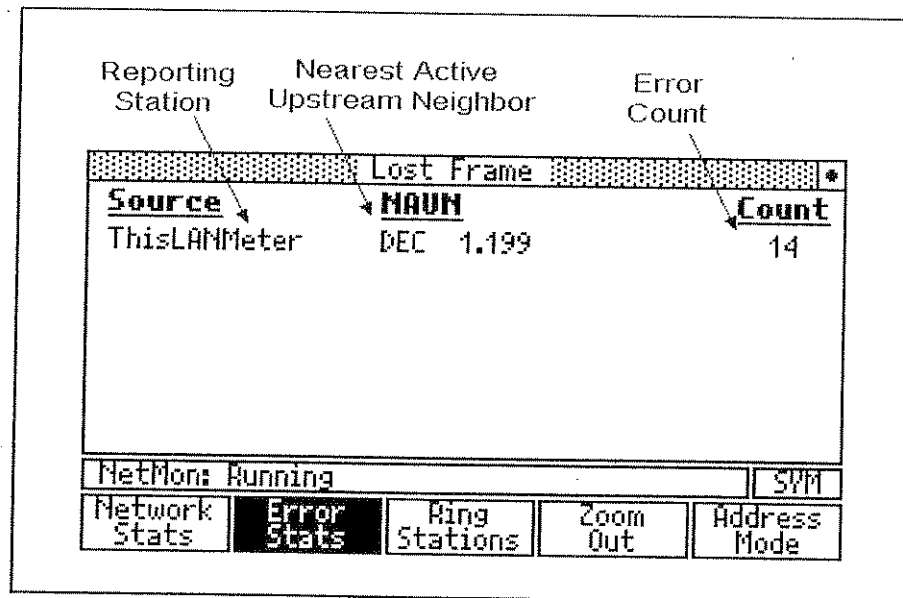 Reporting Station
Nearest Active Upstream Neighbor
Error Count
Lost Frame
Source NAUN Count
ThisLANMeter DEC 1.199 14
NetMon: Running SYM
Network Stats
Error Stats
Ring Stations
Zoom Out
Address Mode